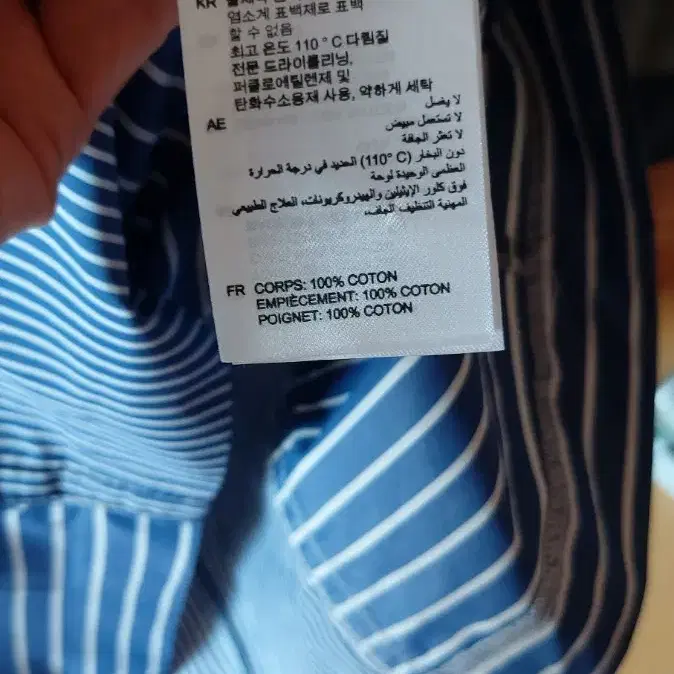 KR
염소계 표백제로 표백
할 수 없음
최고 온도 110 ° C 다림질
전문 드라이클리닝,
퍼클로에틸렌제 및
탄화수소용제 사용, 약하게 세탁
AE
لا يغسل
لا تستعمل مبيض
لا تعثر الجافة
دون البخار (110° C) الحديد في درجة الحرارة
العظمى الوحيدة لوحة
فوق كلور الإيثيلين والهيدروكربونات، العلاج الطبيعي
المهنية التنظيف الجاف.
FR CORPS: 100% COTON
EMPIÈCEMENT: 100% COTON
POIGNET: 100% COTON